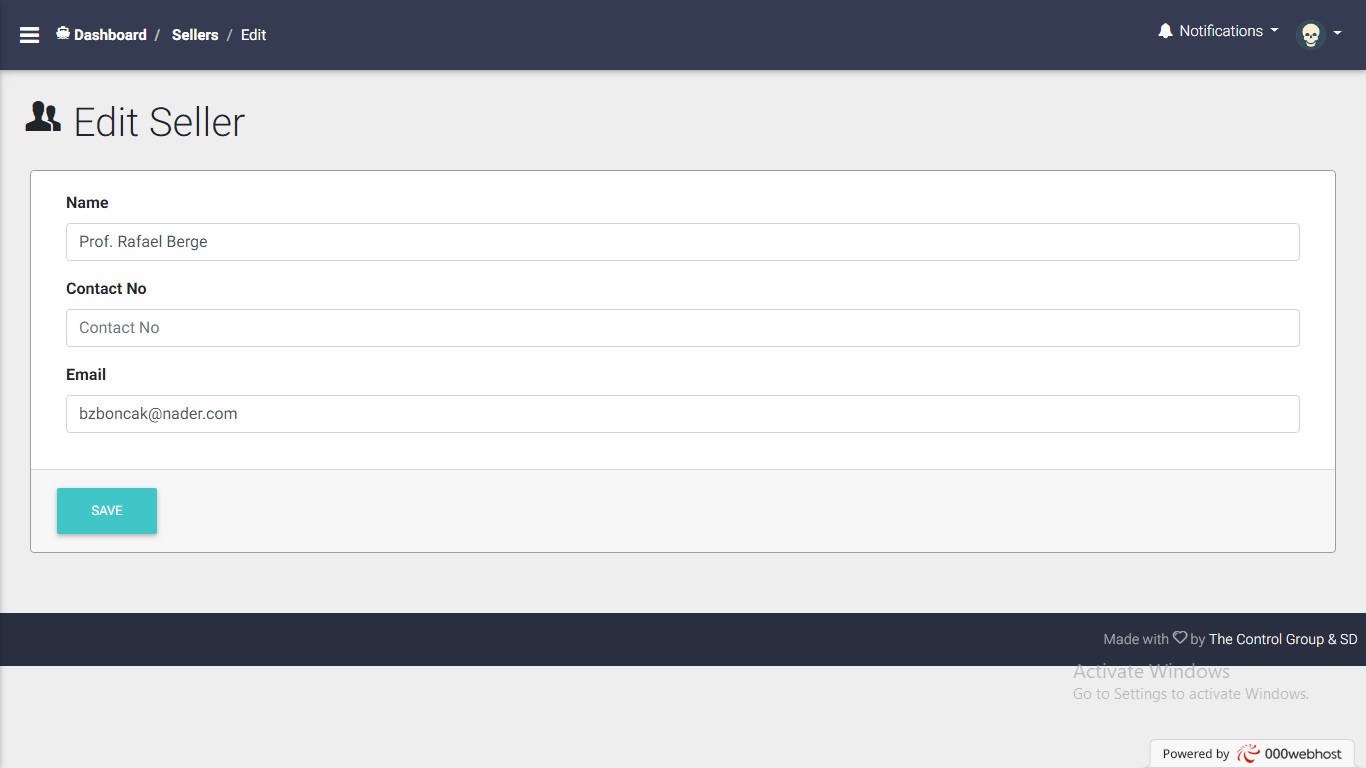 Dashboard / Sellers / Edit
Notifications
Edit Seller
Name
Prof. Rafael Berge
Contact No
Contact No
Email
bzboncak@nader.com
SAVE
Made with by The Control Group & SD
Activate Windows
Go to Settings to activate Windows.
Powered by 000webhost